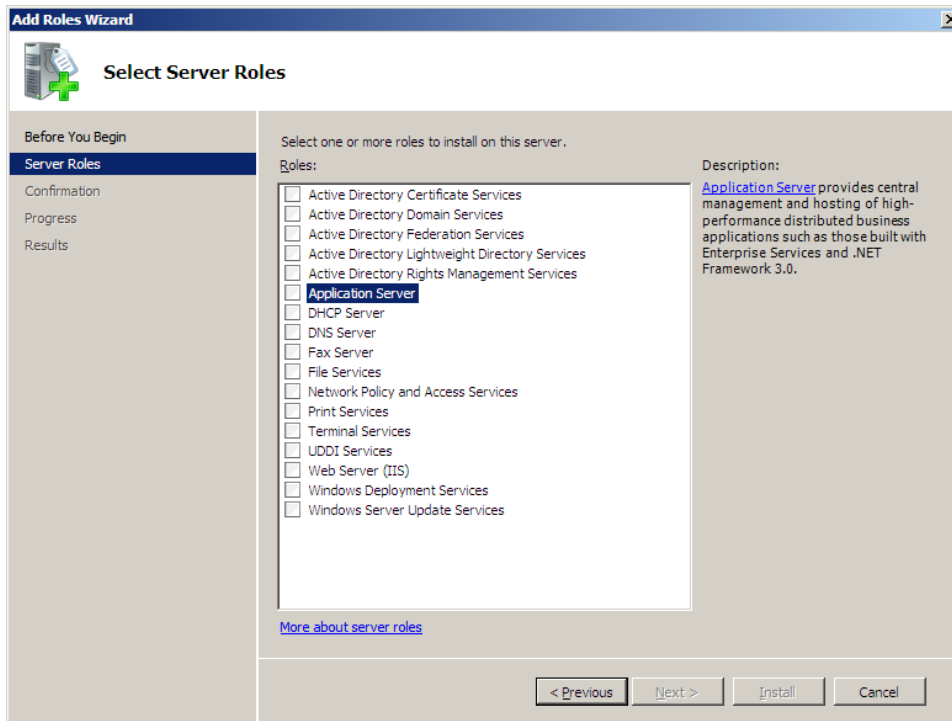 Add Roles Wizard
Select Server Roles
Before You Begin
Server Roles
Confirmation
Progress
Results
Select one or more roles to install on this server.
Roles:
Active Directory Certificate Services
Active Directory Domain Services
Active Directory Federation Services
Active Directory Lightweight Directory Services
Active Directory Rights Management Services
Application Server
DHCP Server
DNS Server
Fax Server
File Services
Network Policy and Access Services
Print Services
Terminal Services
UDDI Services
Web Server (IIS)
Windows Deployment Services
Windows Server Update Services
More about server roles
Description:
Application Server provides central
management and hosting of high-
performance distributed business
applications such as those built with
Enterprise Services and .NET
Framework 3.0.
< Previous
Next >
Install
Cancel